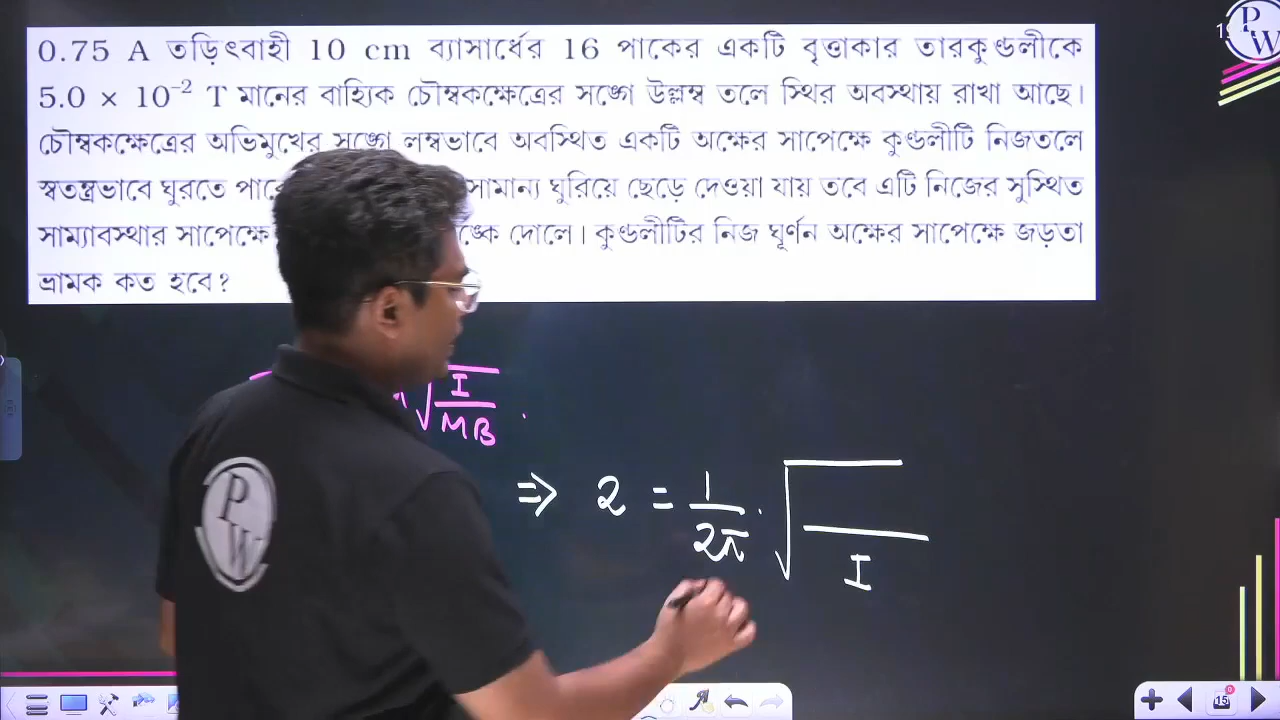 0.75 A তড়িৎবাহী 10 cm ব্যাসার্ধের 16 পাকের একটি বৃত্তাকার তারকুণ্ডলীকে
5.0 × 10⁻² T মানের বাহ্যিক চৌম্বকক্ষেত্রের সঙ্গে উল্লম্ব তলে স্থির অবস্থায় রাখা আছে।
চৌম্বকক্ষেত্রের অভিমুখের সঙ্গে লম্বভাবে অবস্থিত একটি অক্ষের সাপেক্ষে কুণ্ডলীটি নিজতলে
স্বতন্ত্রভাবে ঘুরতে সামান্য ঘুরিয়ে ছেড়ে দেওয়া যায় তবে এটি নিজের সুস্থিত
সাম্যাবস্থার সাপেক্ষে দোলে। কুণ্ডলীটির নিজ ঘূর্ণন অক্ষের সাপেক্ষে জড়তা
ভ্রামক কত হবে?
√ I / MB
⇒ 2 = 1/2π · √ / I
P W
P W
15